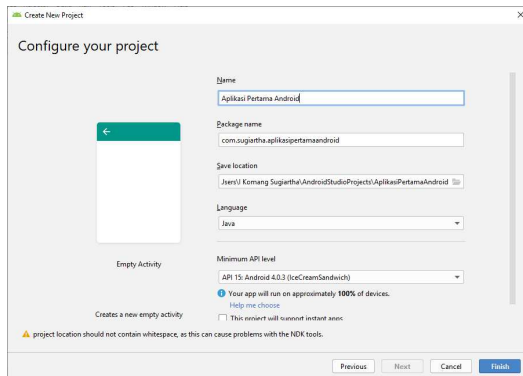 Create New Project
Configure your project
Name
Aplikasi Pertama Android
Package name
com.sugiartha.aplikasipertamaandroid
Save location
Jsers\I Komang Sugiartha\AndroidStudioProjects\AplikasiPertamaAndroid
Language
Java
Empty Activity
Minimum API level
API 15: Android 4.0.3 (IceCreamSandwich)
Your app will run on approximately 100% of devices.
Help me choose
Creates a new empty activity
This project will support instant apps
project location should not contain whitespace, as this can cause problems with the NDK tools.
Previous
Next
Cancel
Finish